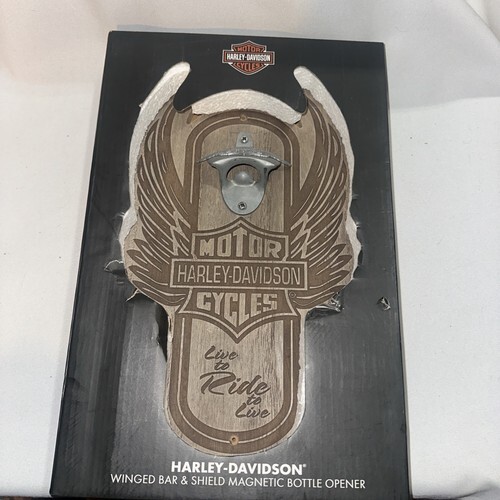 MOTOR
HARLEY-DAVIDSON
CYCLES
MOTOR
HARLEY-DAVIDSON
CYCLES
Live
to
Ride
to
Live
HARLEY-DAVIDSON®
WINGED BAR & SHIELD MAGNETIC BOTTLE OPENER